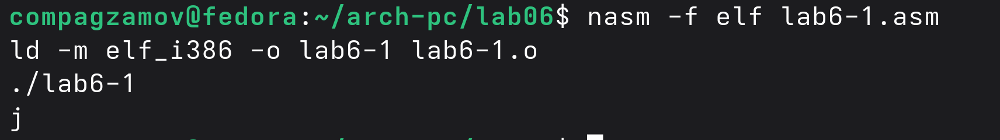 compagzamov@fedora:~/arch-pc/lab06$ nasm -f elf lab6-1.asm
ld -m elf_i386 -o lab6-1 lab6-1.o
./lab6-1
j